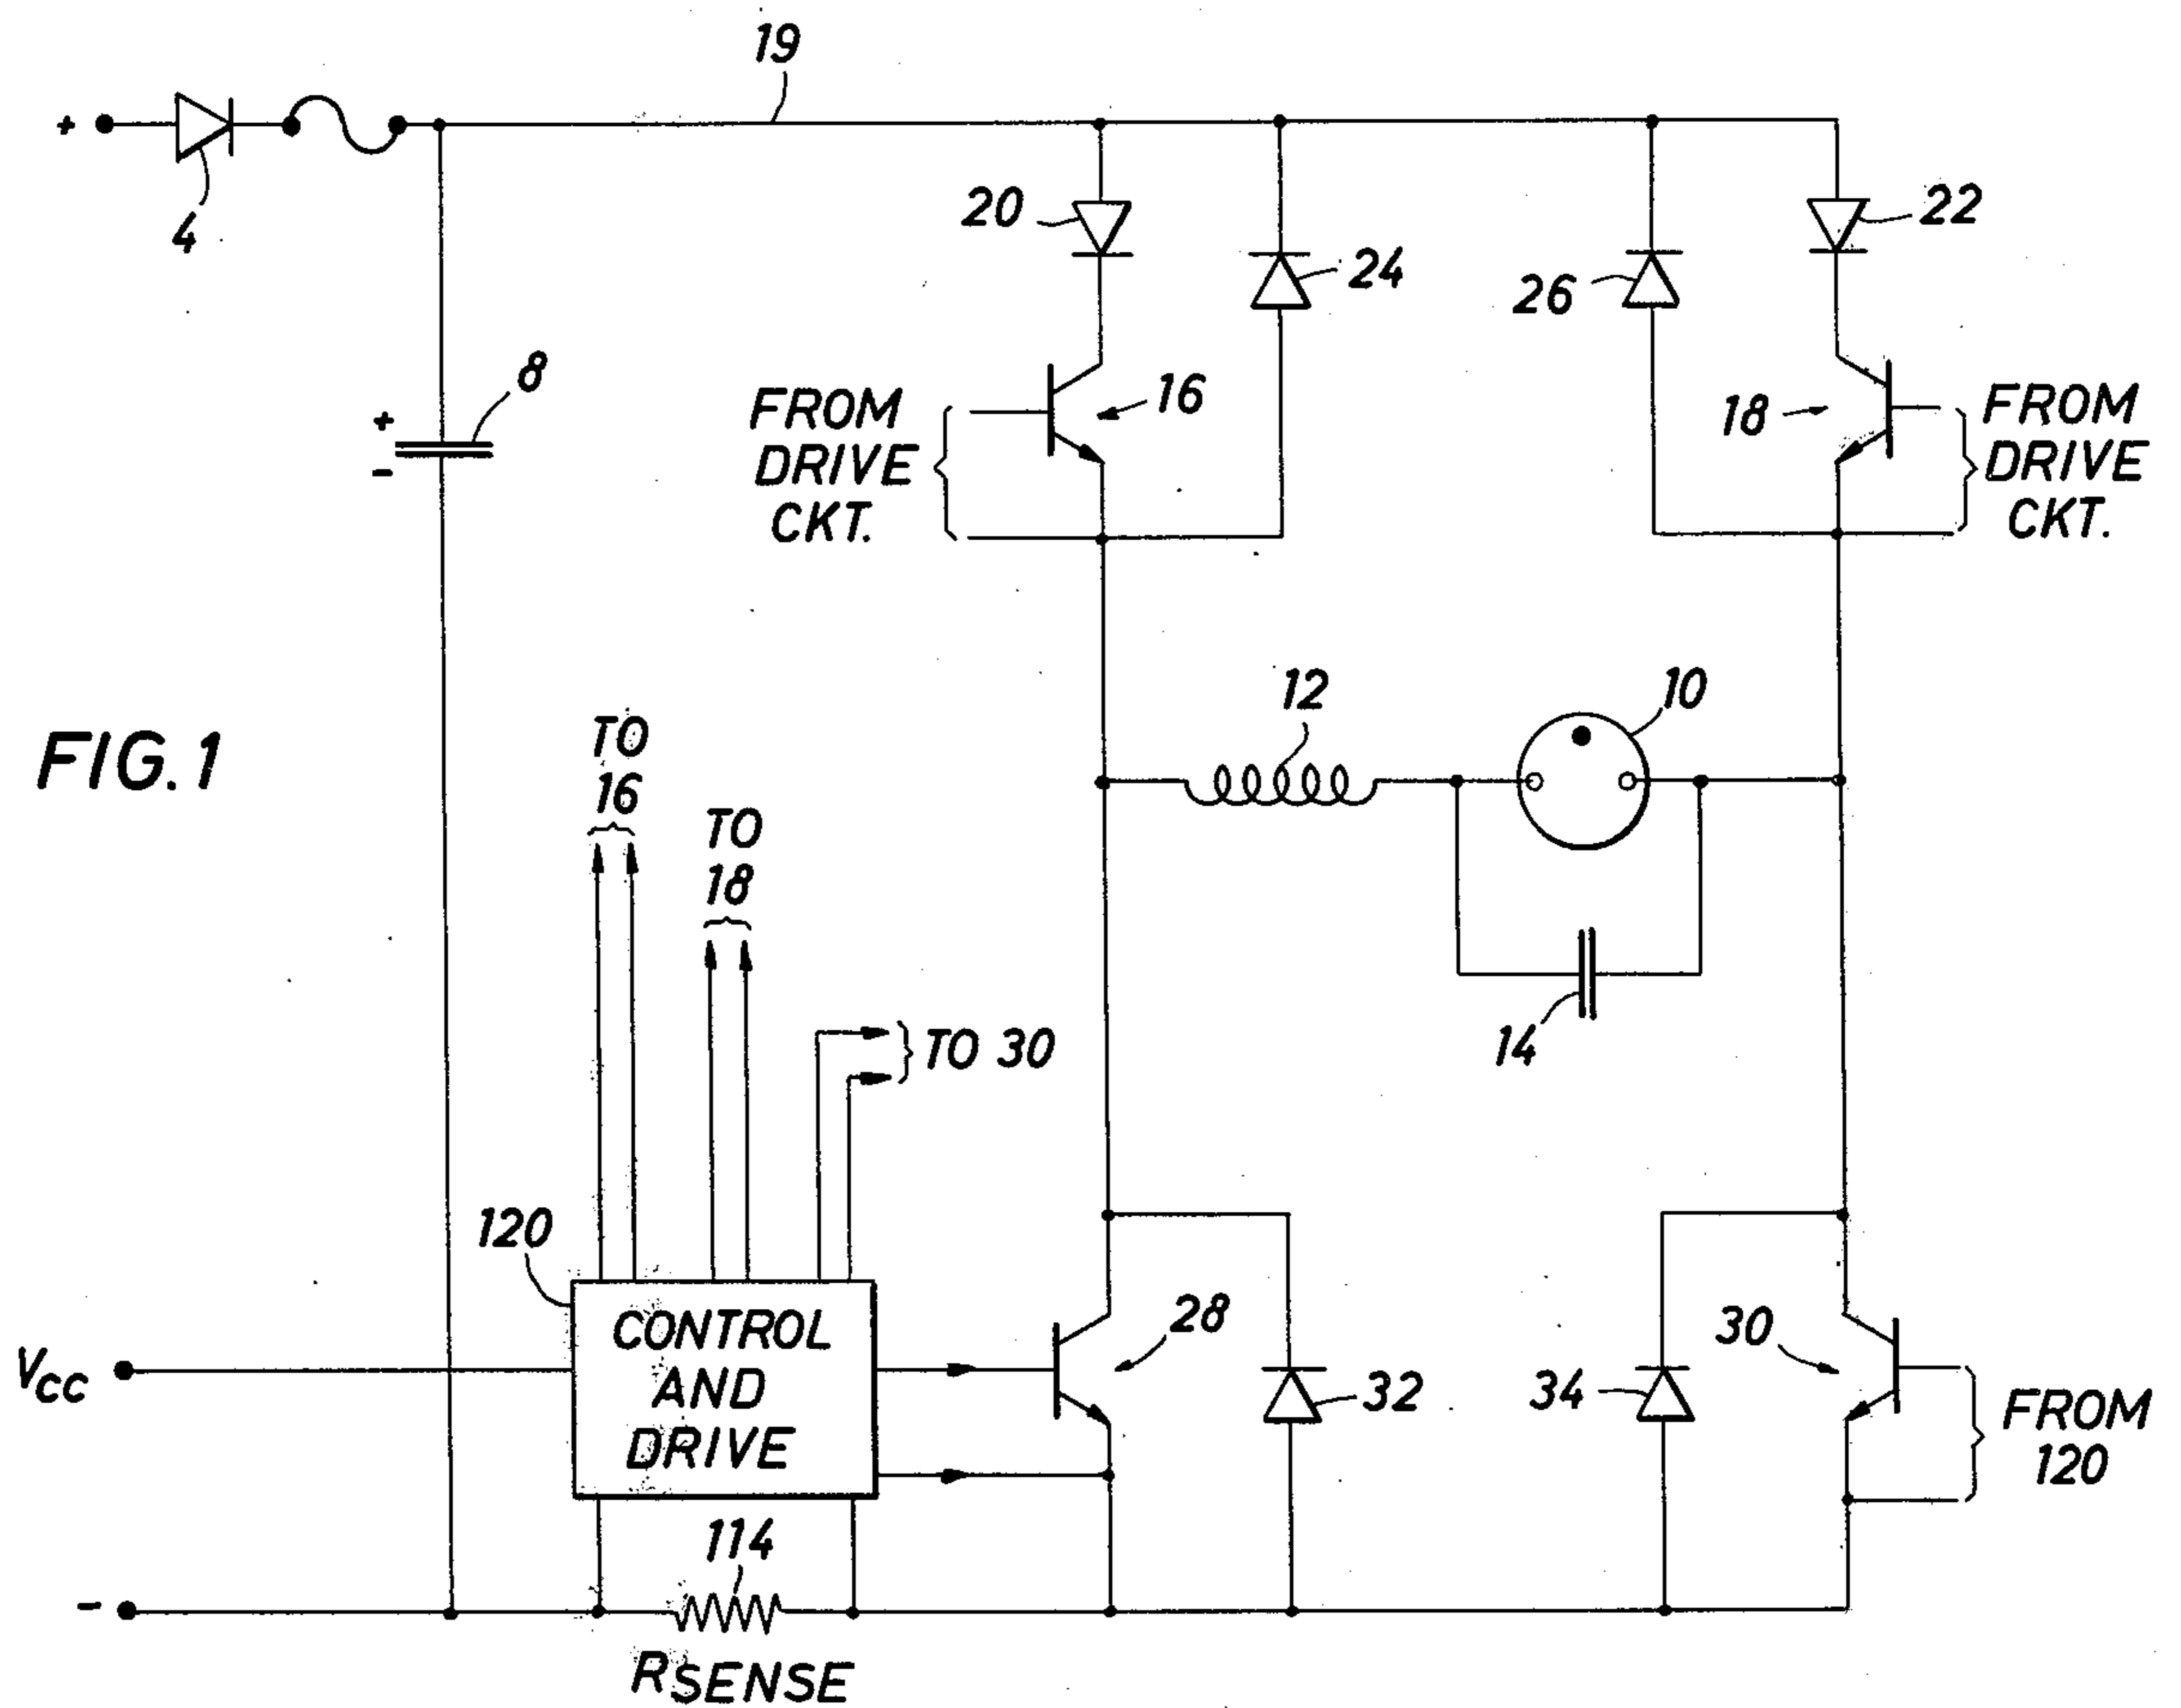 19
+
4
20
22
24
26
8
+
-
FROM
DRIVE
CKT.
16
18
FROM
DRIVE
CKT.
12
10
FIG.1
TO
16
TO
18
14
TO 30
120
VCC
CONTROL
AND
DRIVE
28
32
34
30
FROM
120
114
-
RSENSE